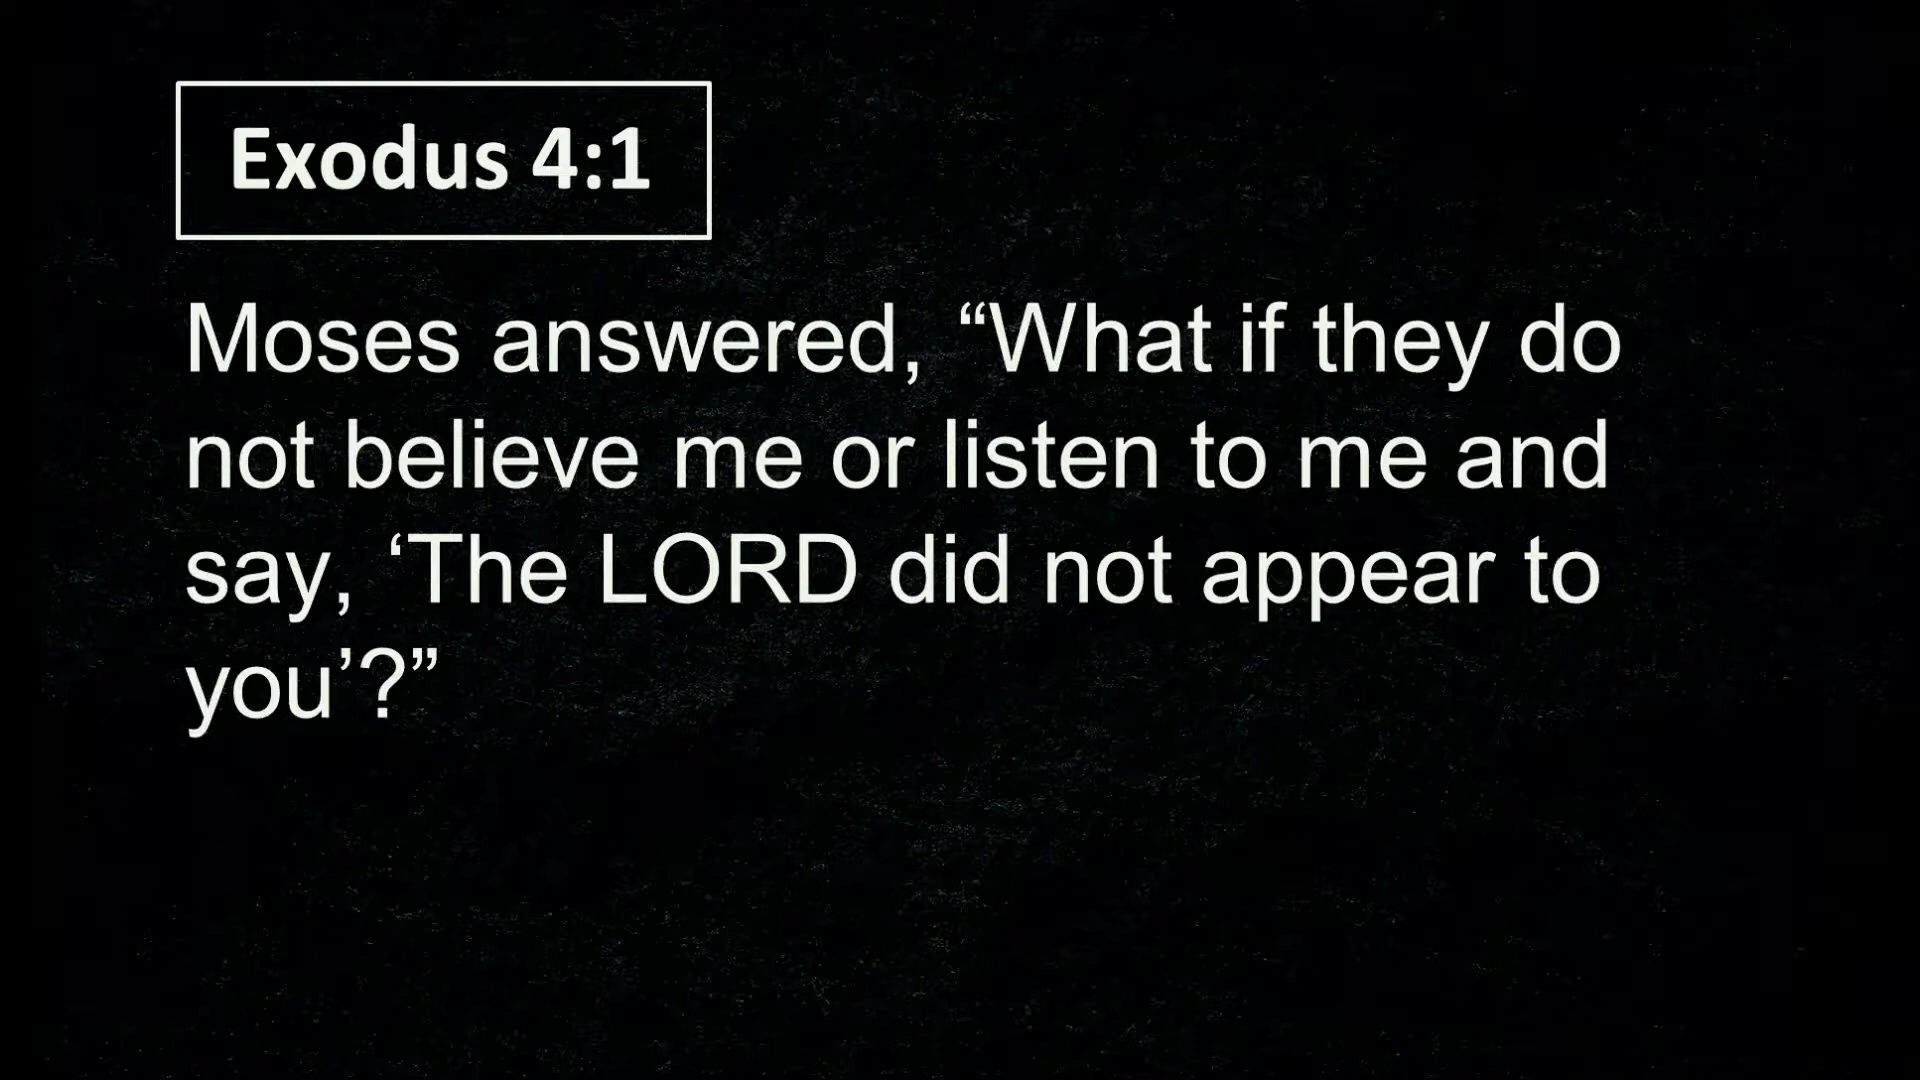 Exodus 4:1
Moses answered, “What if they do
not believe me or listen to me and
say, ‘The LORD did not appear to
you’?”